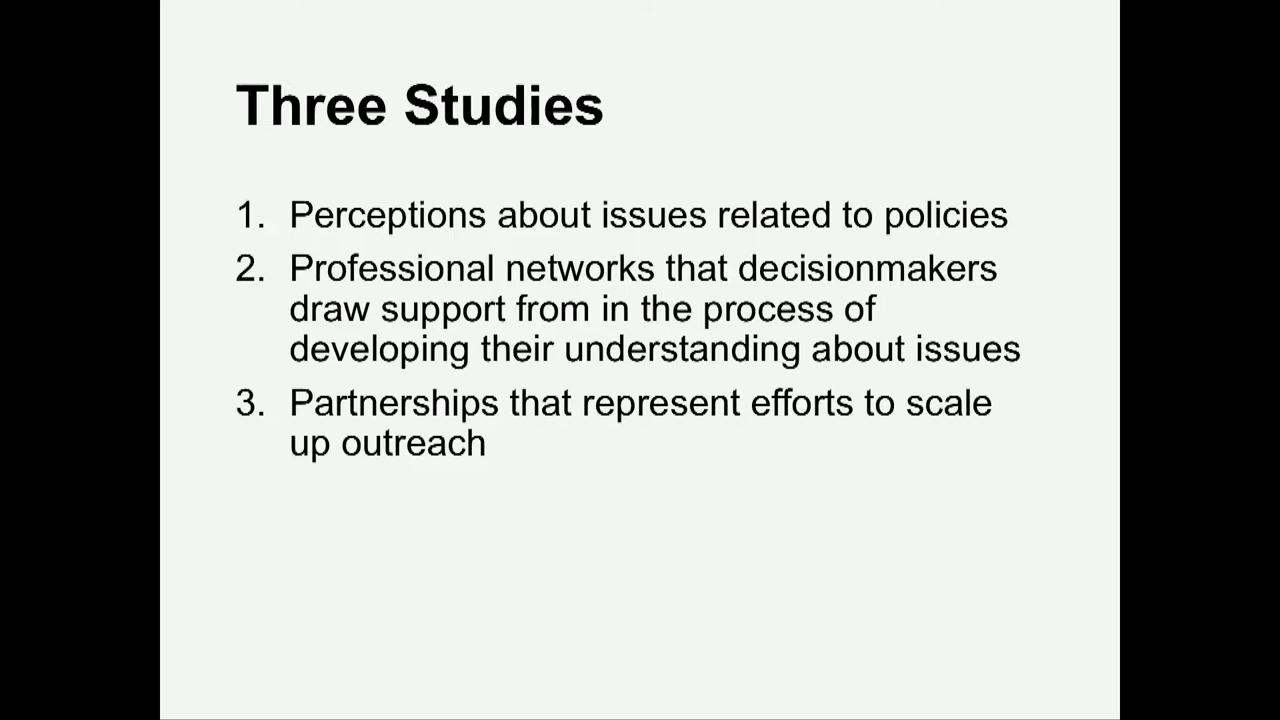 Three Studies
1. Perceptions about issues related to policies
2. Professional networks that decisionmakers
draw support from in the process of
developing their understanding about issues
3. Partnerships that represent efforts to scale
up outreach